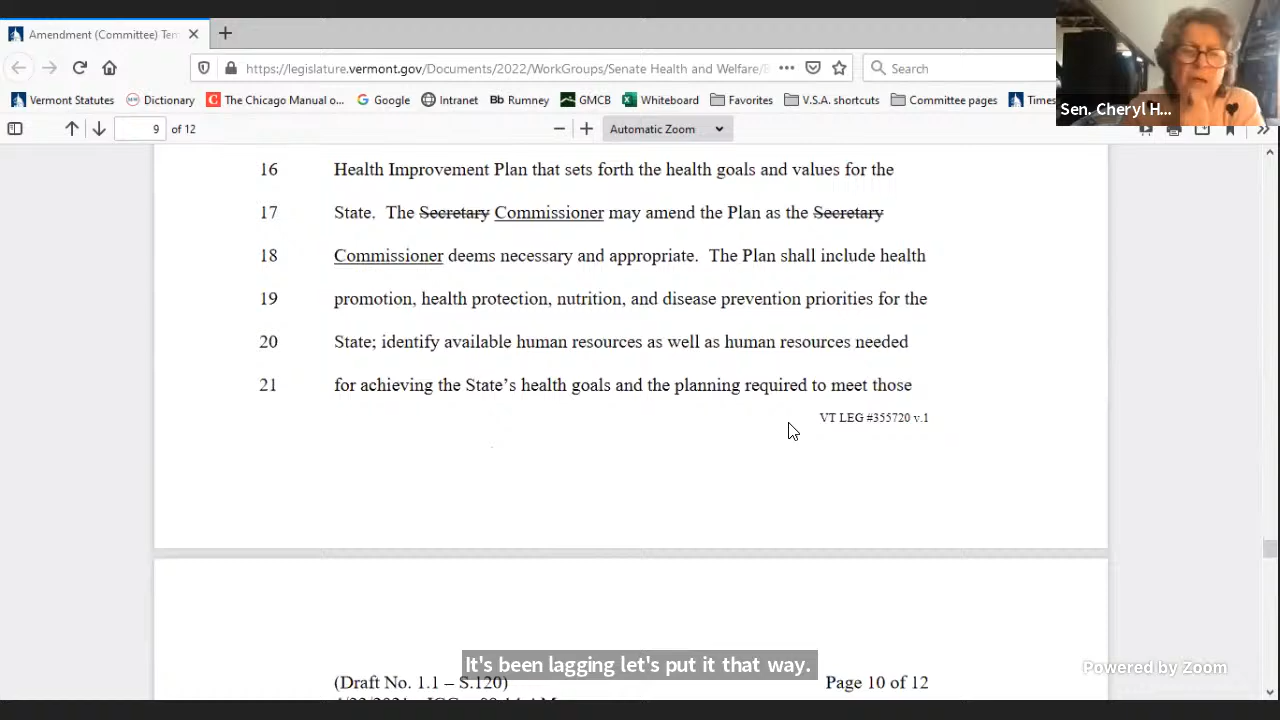 Amendment (Committee) Ten
https://legislature.vermont.gov/Documents/2022/WorkGroups/Senate Health and Welfare/
Search
Vermont Statutes
Dictionary
The Chicago Manual o...
Google
Intranet
Bb Rumney
GMCB
Whiteboard
Favorites
V.S.A. shortcuts
Committee pages
Times
Sen. Cheryl H...
9 of 12
Automatic Zoom
16 Health Improvement Plan that sets forth the health goals and values for the
17 State. The Secretary Commissioner may amend the Plan as the Secretary
18 Commissioner deems necessary and appropriate. The Plan shall include health
19 promotion, health protection, nutrition, and disease prevention priorities for the
20 State; identify available human resources as well as human resources needed
21 for achieving the State's health goals and the planning required to meet those
VT LEG #355720 v.1
It's been lagging let's put it that way.
Powered by Zoom
(Draft No. 1.1 – S.120) Page 10 of 12